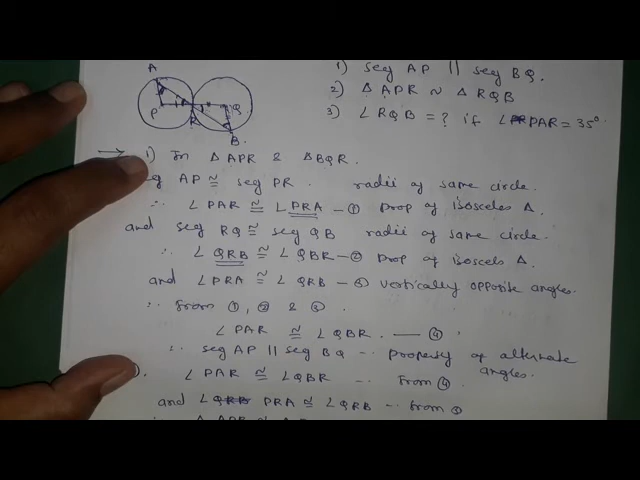 A
P
R
Q
B
1) seg AP || seg BQ.
2) Δ APR ~ Δ RQB
3) ∠ RQB = ? if ∠PAR = 35°
→ 1) In Δ APR & Δ BQR.
seg AP ≅ seg PR. radii of same circle.
∴ ∠ PAR ≅ ∠ PRA — ① Prop of isosceles Δ.
and seg RQ ≅ seg QB radii of same circle.
∴ ∠ QRB ≅ ∠ QBR — ② Prop of isoscels Δ.
and ∠ PRA ≅ ∠ QRB — ③ vertically opposite angles.
∴ from ①, ② & ③.
∠ PAR ≅ ∠ QBR. — ④
∴ seg AP || seg BQ -- property of alternate angles.
∠ PAR ≅ ∠ QBR -- from ④.
and ∠ PRA ≅ ∠ QRB -- from ③